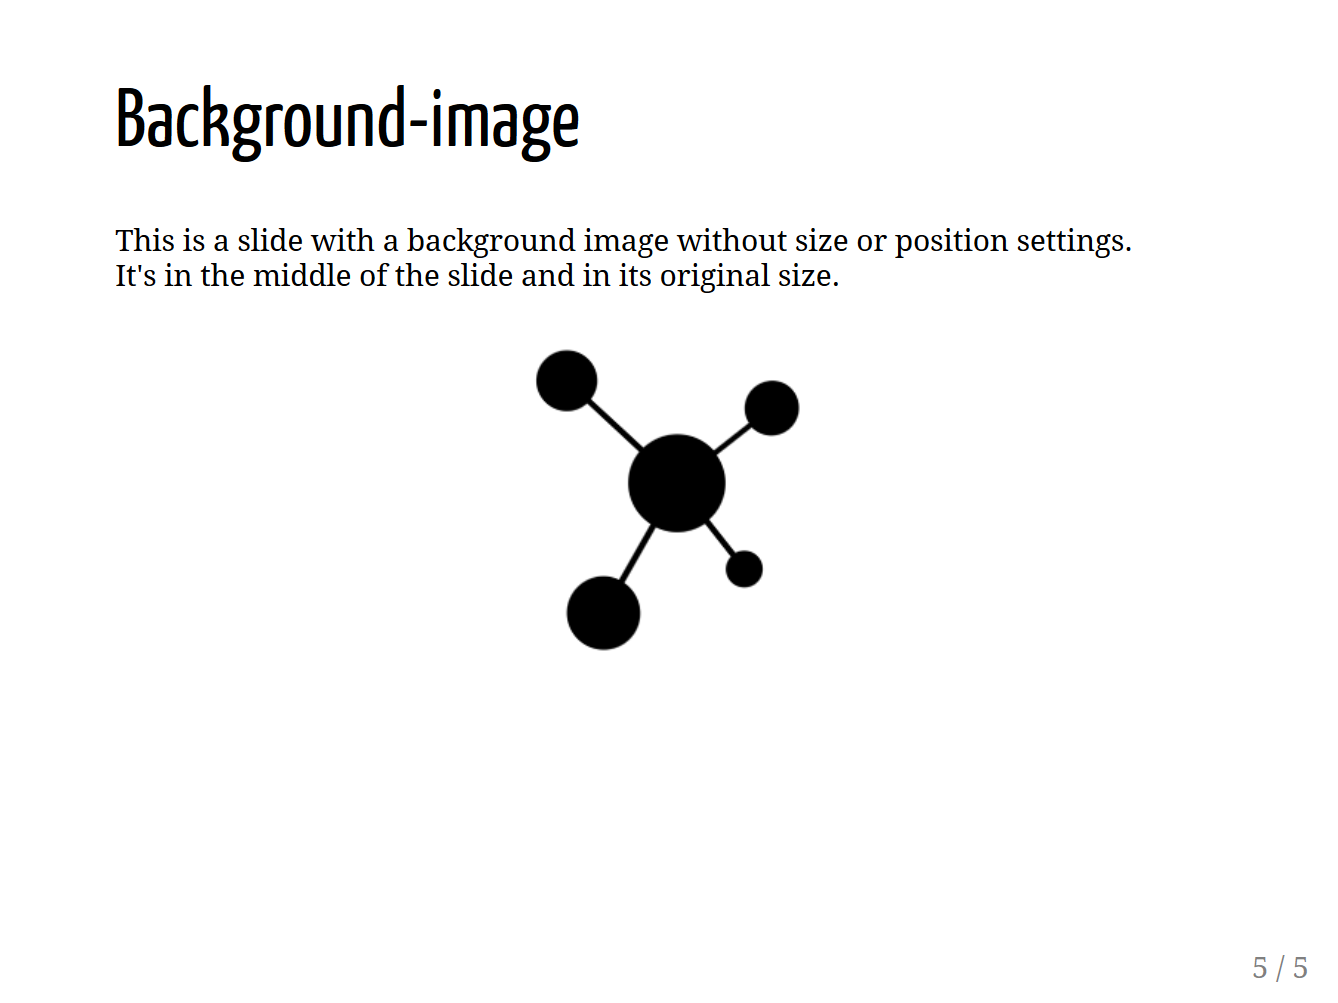 Background-image
This is a slide with a background image without size or position settings.
It's in the middle of the slide and in its original size.
5 / 5